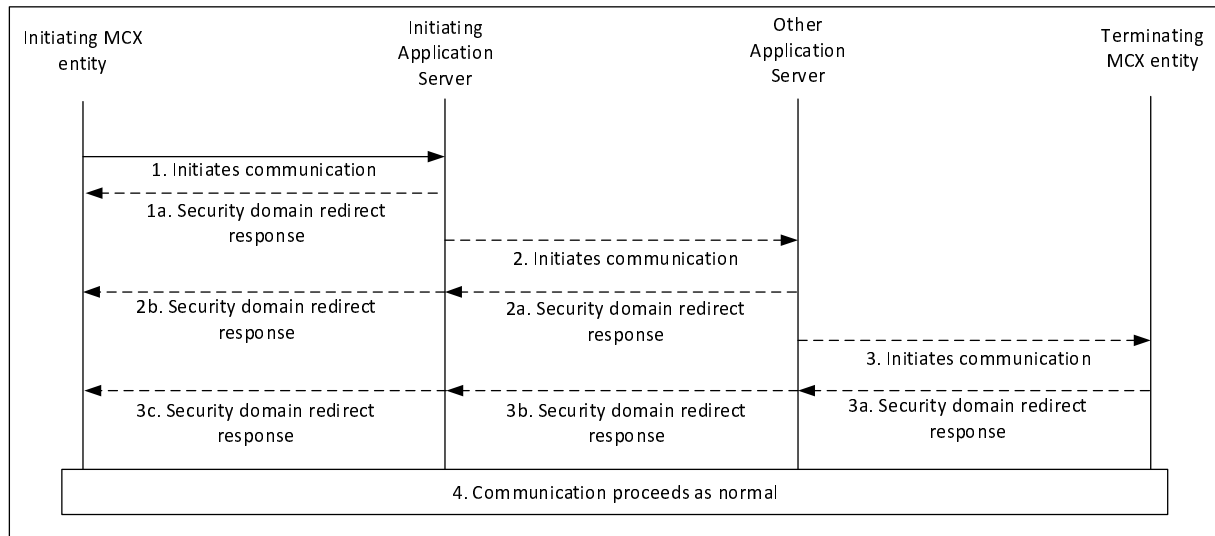 Initiating MCX
entity
Initiating
Application
Server
Other
Application
Server
Terminating
MCX entity
1. Initiates communication
1a. Security domain redirect
response
2. Initiates communication
2b. Security domain redirect
response
2a. Security domain redirect
response
3. Initiates communication
3c. Security domain redirect
response
3b. Security domain redirect
response
3a. Security domain redirect
response
4. Communication proceeds as normal